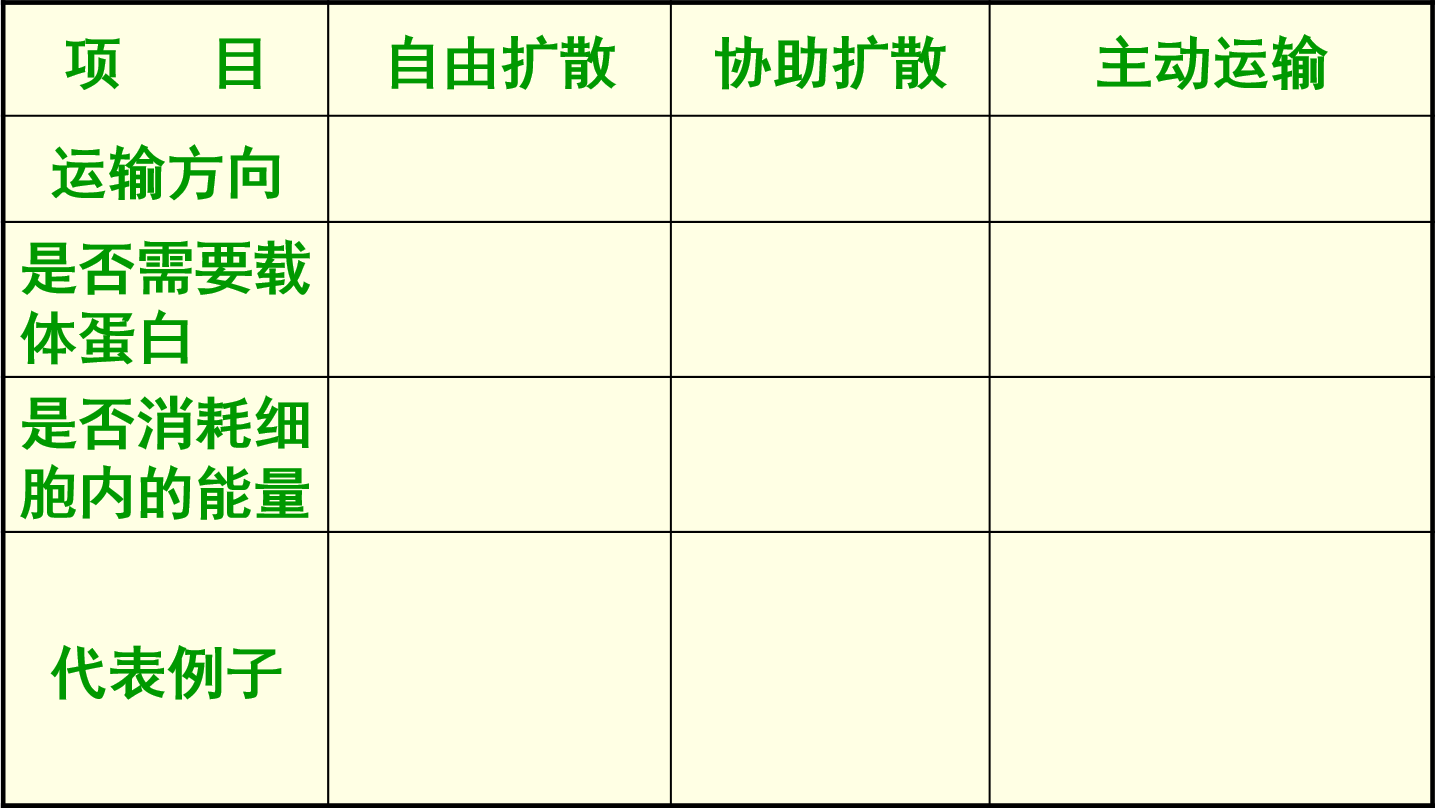 项 目 自由扩散 协助扩散 主动运输
运输方向
是否需要载
体蛋白
是否消耗细
胞内的能量
代表例子